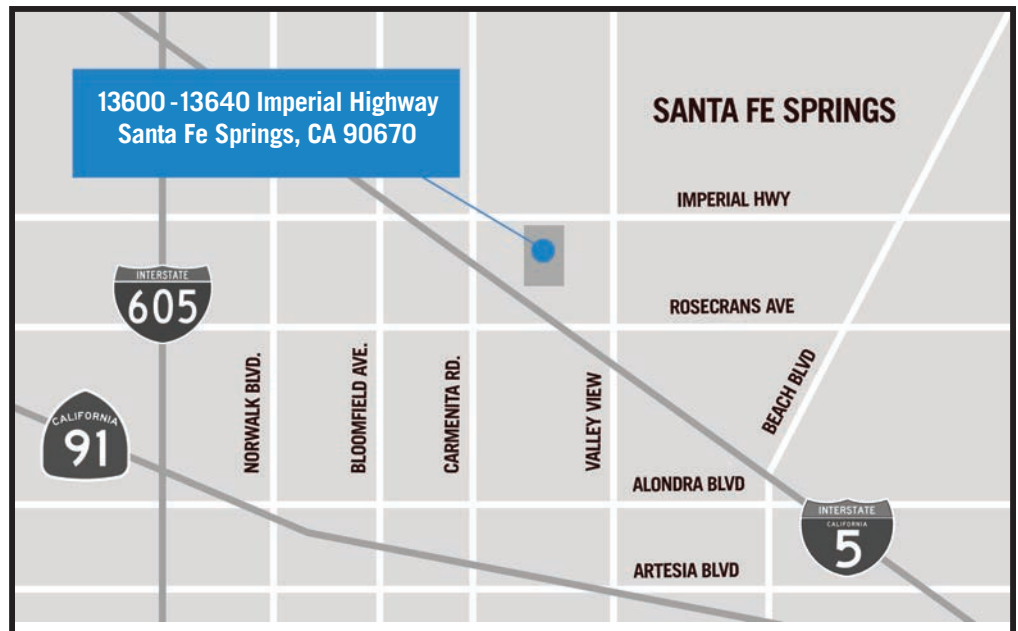 13600 -13640 Imperial Highway
Santa Fe Springs, CA 90670
SANTA FE SPRINGS
IMPERIAL HWY
INTERSTATE
605
ROSECRANS AVE
NORWALK BLVD.
BLOOMFIELD AVE.
CARMENITA RD.
VALLEY VIEW
BEACH BLVD
CALIFORNIA
91
ALONDRA BLVD
INTERSTATE
CALIFORNIA
5
ARTESIA BLVD